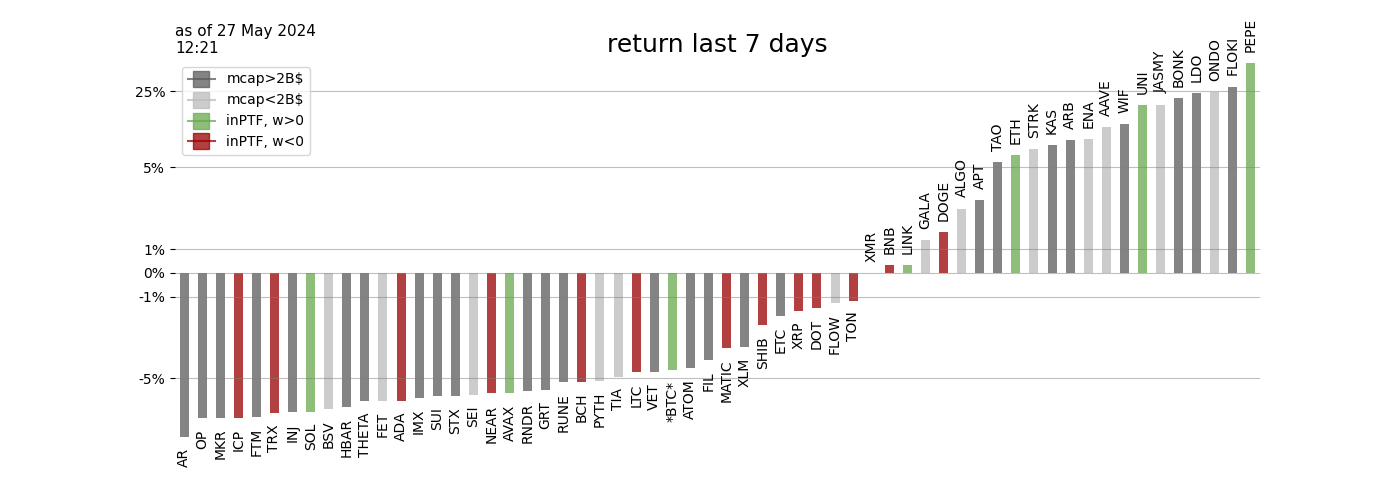 as of 27 May 2024
12:21
return last 7 days
mcap>2B$
mcap<2B$
inPTF, w>0
inPTF, w<0
25%
5%
1%
0%
-1%
-5%
AR
OP
MKR
ICP
FTM
TRX
INJ
SOL
BSV
HBAR
THETA
FET
ADA
IMX
SUI
STX
SEI
NEAR
AVAX
RNDR
GRT
RUNE
BCH
PYTH
TIA
LTC
VET
*BTC*
ATOM
FIL
MATIC
XLM
SHIB
ETC
XRP
DOT
FLOW
TON
XMR
BNB
LINK
GALA
DOGE
ALGO
APT
TAO
ETH
STRK
KAS
ARB
ENA
AAVE
WIF
UNI
JASMY
BONK
LDO
ONDO
FLOKI
PEPE